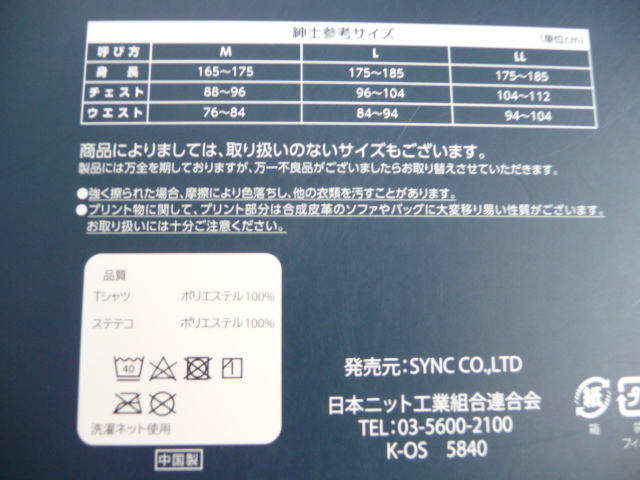 紳士参考サイズ (単位cm)
呼び方 M L LL
身長 165〜175 175〜185 175〜185
チェスト 88〜96 96〜104 104〜112
ウエスト 76〜84 84〜94 94〜104
商品によりましては、取り扱いのないサイズもございます。
製品には万全を期しておりますが、万一不良品がございましたらお取り替えさせていただきます。
●強く擦られた場合、摩擦により色落ちし、他の衣類を汚すことがあります。
●プリント物に関して、プリント部分は合成皮革のソファやバッグに大変移り易い性質がございます。
お取り扱いには十分ご注意ください。
品質
Tシャツ ポリエステル100%
ステテコ ポリエステル100%
40
洗濯ネット使用
中国製
発売元:SYNC CO.,LTD
日本ニット工業組合連合会
TEL:03-5600-2100
K-OS 5840
紙
箱